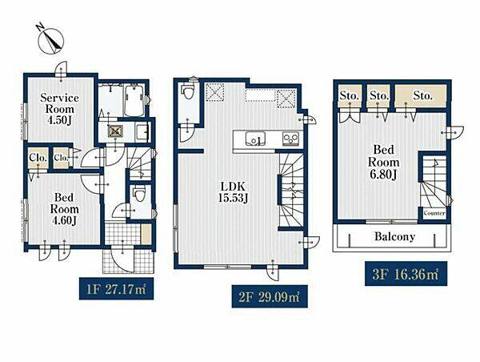 N
Service
Room
4.50J
Clo.
Clo.
Bed
Room
4.60J
1F 27.17㎡
LDK
15.53J
2F 29.09㎡
Sto.
Sto.
Sto.
Bed
Room
6.80J
Counter
Balcony
3F 16.36㎡